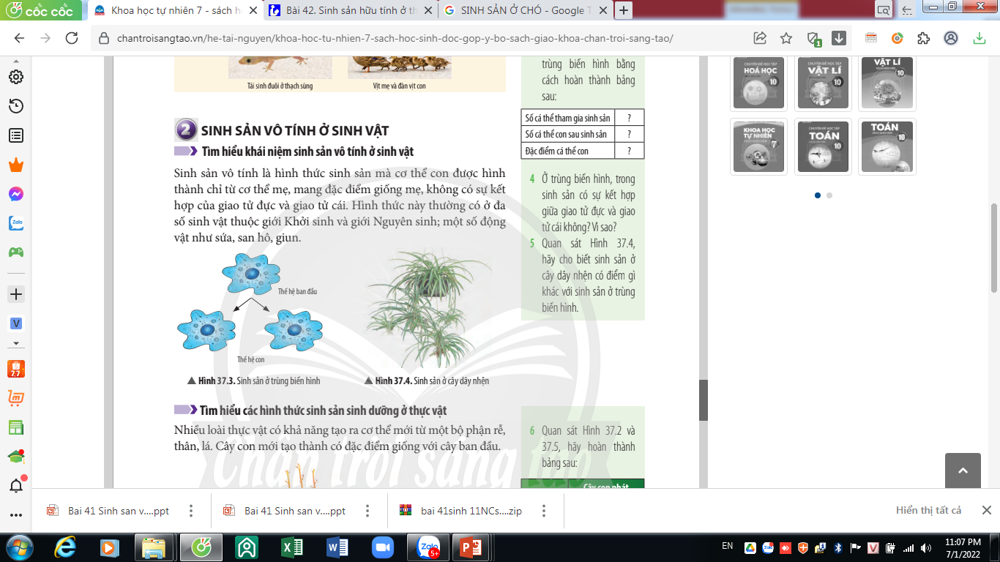 cốc cốc
Khoa học tự nhiên 7 - sách h
Bài 42. Sinh sản hữu tính ở th
SINH SẢN Ở CHÓ - Google T
chantroisangtao.vn/he-tai-nguyen/khoa-hoc-tu-nhien-7-sach-hoc-sinh-doc-gop-y-bo-sach-giao-khoa-chan-troi-sang-tao/
1
Tái sinh đuôi ở thạch sùng
Vịt mẹ và đàn vịt con
2 SINH SẢN VÔ TÍNH Ở SINH VẬT
Tìm hiểu khái niệm sinh sản vô tính ở sinh vật
Sinh sản vô tính là hình thức sinh sản mà cơ thể con được hình
thành chỉ từ cơ thể mẹ, mang đặc điểm giống mẹ, không có sự kết
hợp của giao tử đực và giao tử cái. Hình thức này thường có ở đa
số sinh vật thuộc giới Khởi sinh và giới Nguyên sinh; một số động
vật như sứa, san hô, giun.
Thế hệ ban đầu
Thế hệ con
Hình 37.3. Sinh sản ở trùng biến hình
Hình 37.4. Sinh sản ở cây dây nhện
Tìm hiểu các hình thức sinh sản sinh dưỡng ở thực vật
Nhiều loài thực vật có khả năng tạo ra cơ thể mới từ một bộ phận rễ,
thân, lá. Cây con mới tạo thành có đặc điểm giống với cây ban đầu.
Chân trời sáng tạo
trùng biến hình bằng
cách hoàn thành bảng
sau:
Số cá thể tham gia sinh sản ?
Số cá thể con sau sinh sản ?
Đặc điểm cá thể con ?
4 Ở trùng biến hình, trong
sinh sản có sự kết hợp
giữa giao tử đực và giao
tử cái không? Vì sao?
5 Quan sát Hình 37.4,
hãy cho biết sinh sản ở
cây dây nhện có điểm gì
khác với sinh sản ở trùng
biến hình.
6 Quan sát Hình 37.2 và
37.5, hãy hoàn thành
bảng sau:
Cây con phát
CHUYÊN ĐỀ HỌC TẬP
HOÁ HỌC
10
CHUYÊN ĐỀ HỌC TẬP
VẬT LÍ
10
VẬT LÍ
10
KHOA HỌC
TỰ NHIÊN
7
CHUYÊN ĐỀ HỌC TẬP
TOÁN
10
TOÁN
10
Zalo
V
7.7
Bai 41 Sinh san v....ppt
Bai 41 Sinh san v....ppt
bai 41sinh 11NCs....zip
Hiển thị tất cả
Zalo
5+
EN
11:07 PM
7/1/2022